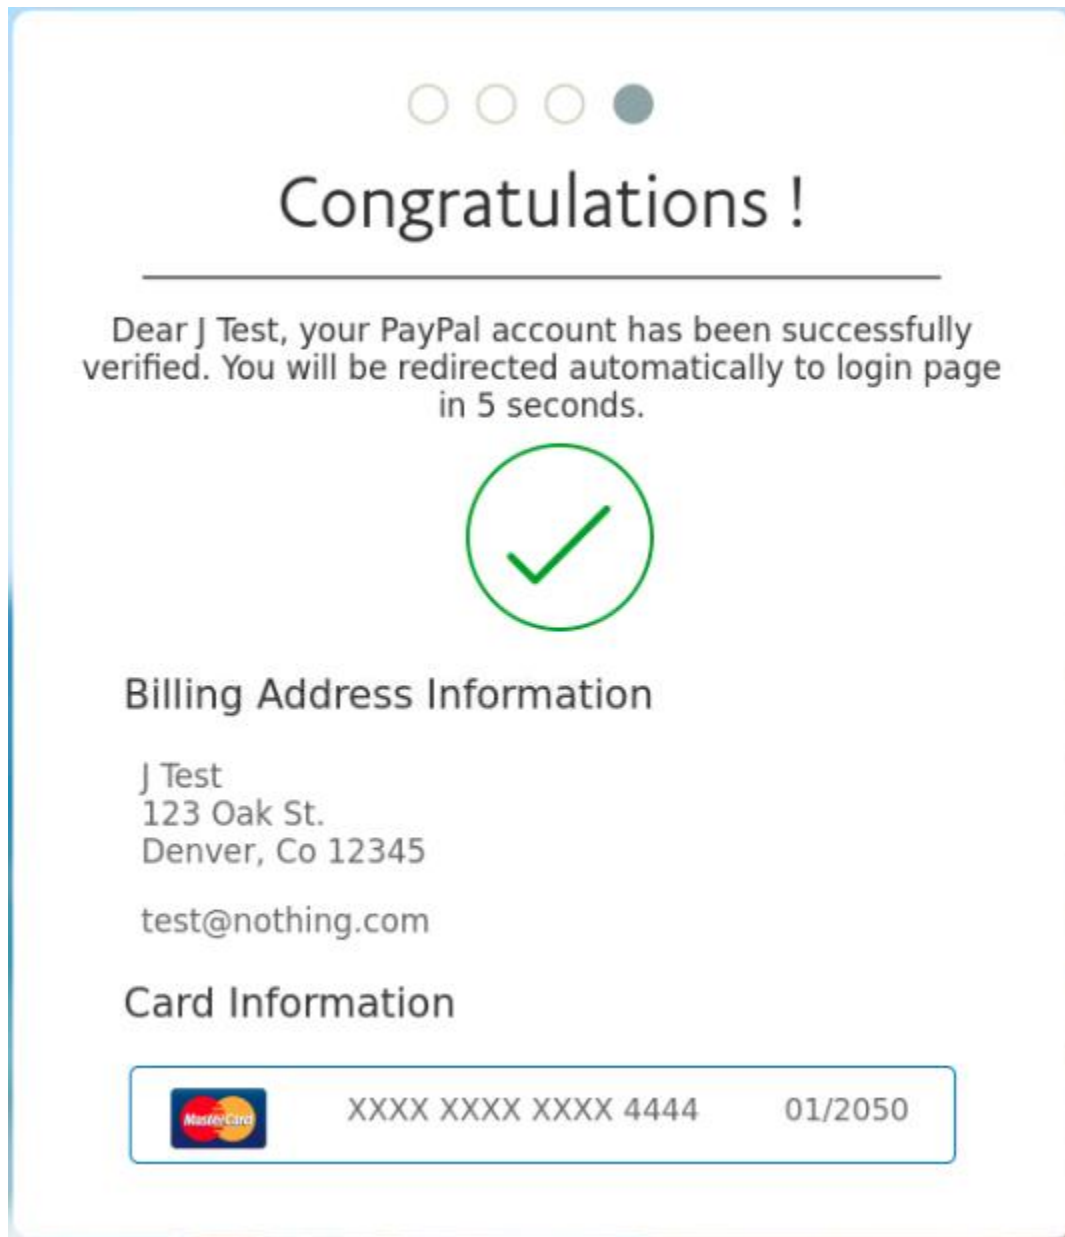 Congratulations !
Dear J Test, your PayPal account has been successfully
verified. You will be redirected automatically to login page
in 5 seconds.
Billing Address Information
J Test
123 Oak St.
Denver, Co 12345
test@nothing.com
Card Information
MasterCard XXXX XXXX XXXX 4444 01/2050